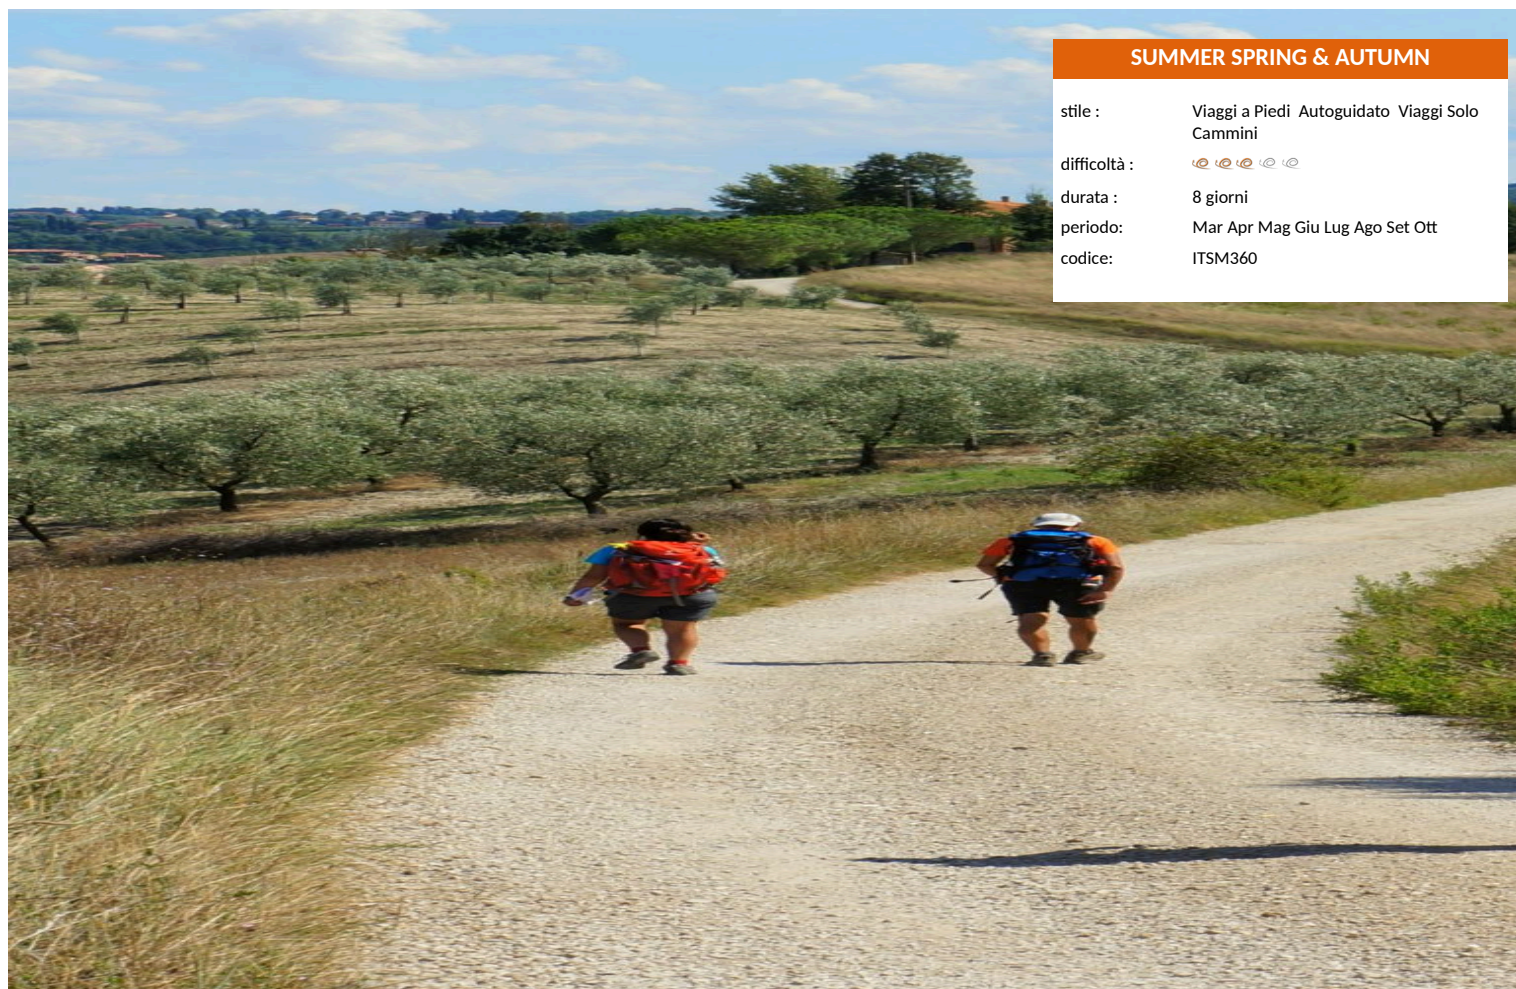 SUMMER SPRING & AUTUMN
stile : Viaggi a Piedi Autoguidato Viaggi Solo
Cammini
difficoltà :
durata : 8 giorni
periodo: Mar Apr Mag Giu Lug Ago Set Ott
codice: ITSM360